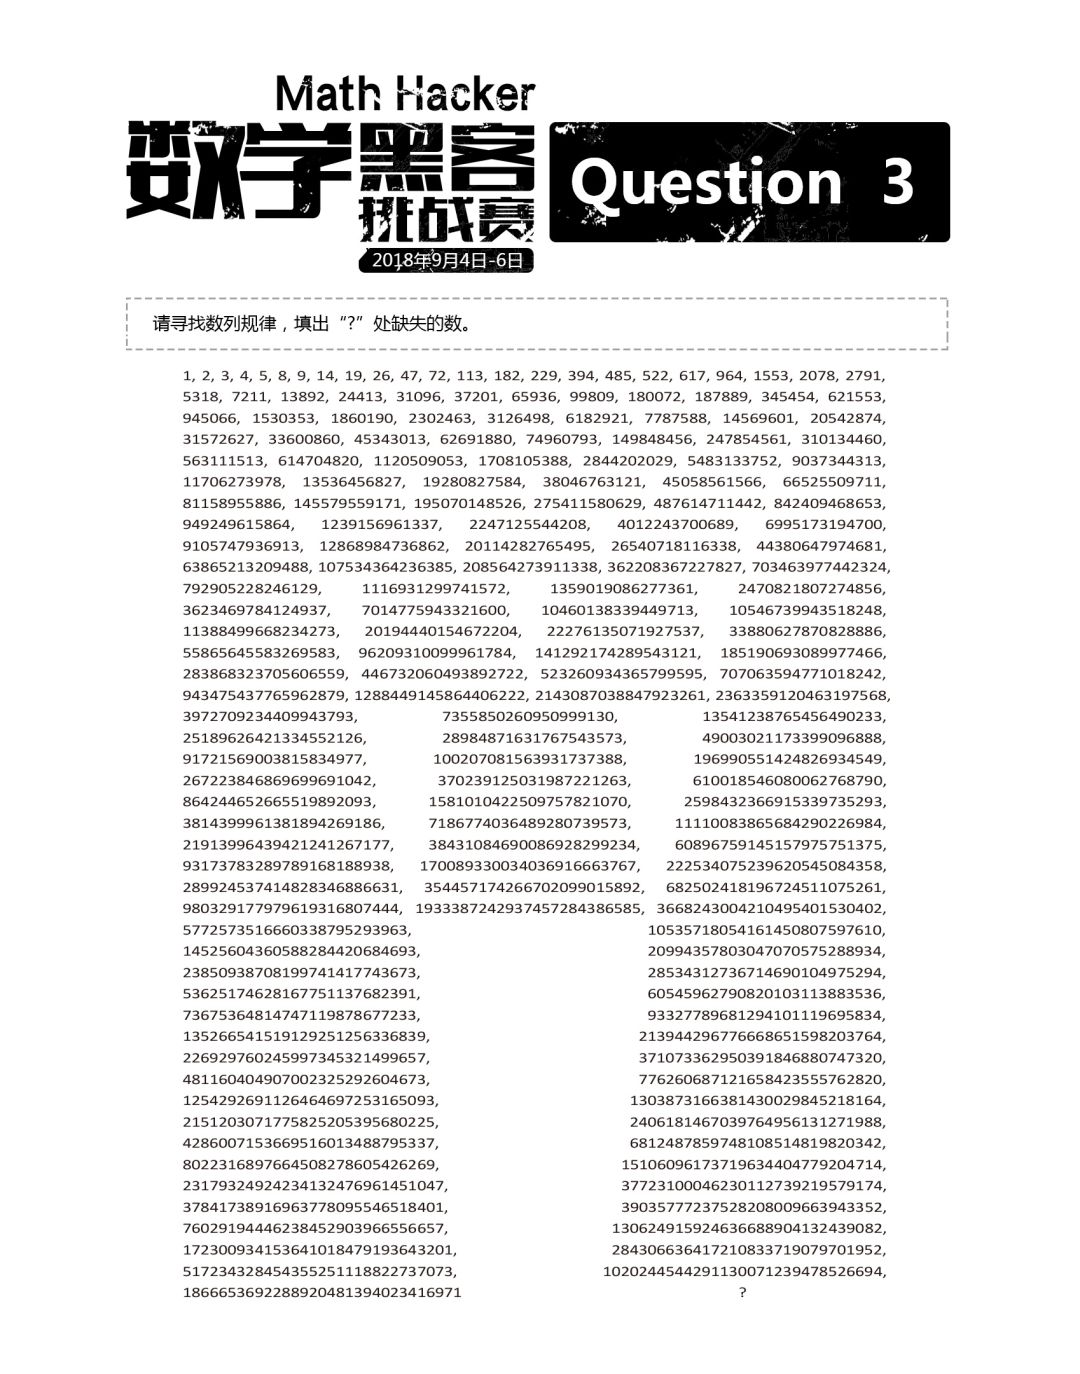 Math Hacker
数学黑客
挑战赛
2018年9月4日-6日
Question 3
请寻找数列规律，填出“?”处缺失的数。
1, 2, 3, 4, 5, 8, 9, 14, 19, 26, 47, 72, 113, 182, 229, 394, 485, 522, 617, 964, 1553, 2078, 2791,
5318, 7211, 13892, 24413, 31096, 37201, 65936, 99809, 180072, 187889, 345454, 621553,
945066, 1530353, 1860190, 2302463, 3126498, 6182921, 7787588, 14569601, 20542874,
31572627, 33600860, 45343013, 62691880, 74960793, 149848456, 247854561, 310134460,
563111513, 614704820, 1120509053, 1708105388, 2844202029, 5483133752, 9037344313,
11706273978, 13536456827, 19280827584, 38046763121, 45058561566, 66525509711,
81158955886, 145579559171, 195070148526, 275411580629, 487614711442, 842409468653,
949249615864, 1239156961337, 2247125544208, 4012243700689, 6995173194700,
9105747936913, 12868984736862, 20114282765495, 26540718116338, 44380647974681,
63865213209488, 107534364236385, 208564273911338, 362208367227827, 703463977442324,
792905228246129, 1116931299741572, 1359019086277361, 2470821807274856,
3623469784124937, 7014775943321600, 10460138339449713, 10546739943518248,
11388499668234273, 20194440154672204, 22276135071927537, 33880627870828886,
55865645583269583, 96209310099961784, 141292174289543121, 185190693089977466,
283868323705606559, 446732060493892722, 523260934365799595, 707063594771018242,
943475437765962879, 1288449145864406222, 2143087038847923261, 2363359120463197568,
3972709234409943793, 7355850260950999130, 13541238765456490233,
25189626421334552126, 28984871631767543573, 49003021173399096888,
91721569003815834977, 100207081563931737388, 196990551424826934549,
267223846869699691042, 370239125031987221263, 610018546080062768790,
864244652665519892093, 1581010422509757821070, 2598432366915339735293,
3814399961381894269186, 7186774036489280739573, 11110083865684290226984,
21913996439421241267177, 38431084690086928299234, 60896759145157975751375,
93173783289789168188938, 170089330034036916663767, 222534075239620545084358,
289924537414828346886631, 354457174266702099015892, 682502418196724511075261,
980329177979619316807444, 1933387242937457284386585, 3668243004210495401530402,
5772573516660338795293963, 10535718054161450807597610,
14525604360588284420684693, 20994357803047070575288934,
23850938708199741417743673, 28534312736714690104975294,
53625174628167751137682391, 60545962790820103113883536,
73675364814747119878677233, 93327789681294101119695834,
135266541519129251256336839, 213944296776668651598203764,
226929760245997345321499657, 371073362950391846880747320,
481160404907002325292604673, 776260687121658423555762820,
1254292691126464697253165093, 1303873166381430029845218164,
2151203071775825205395680225, 2406181467039764956131271988,
4286007153669516013488795337, 6812487859748108514819820342,
8022316897664508278605426269, 15106096173719634404779204714,
23179324924234132476961451047, 37723100046230112739219579174,
37841738916963778095546518401, 39035777237528208009663943352,
76029194446238452903966556657, 130624915924636688904132439082,
172300934153641018479193643201, 284306636417210833719079701952,
517234328454355251118822737073, 1020244544291130071239478526694,
1866653692288920481394023416971 ?